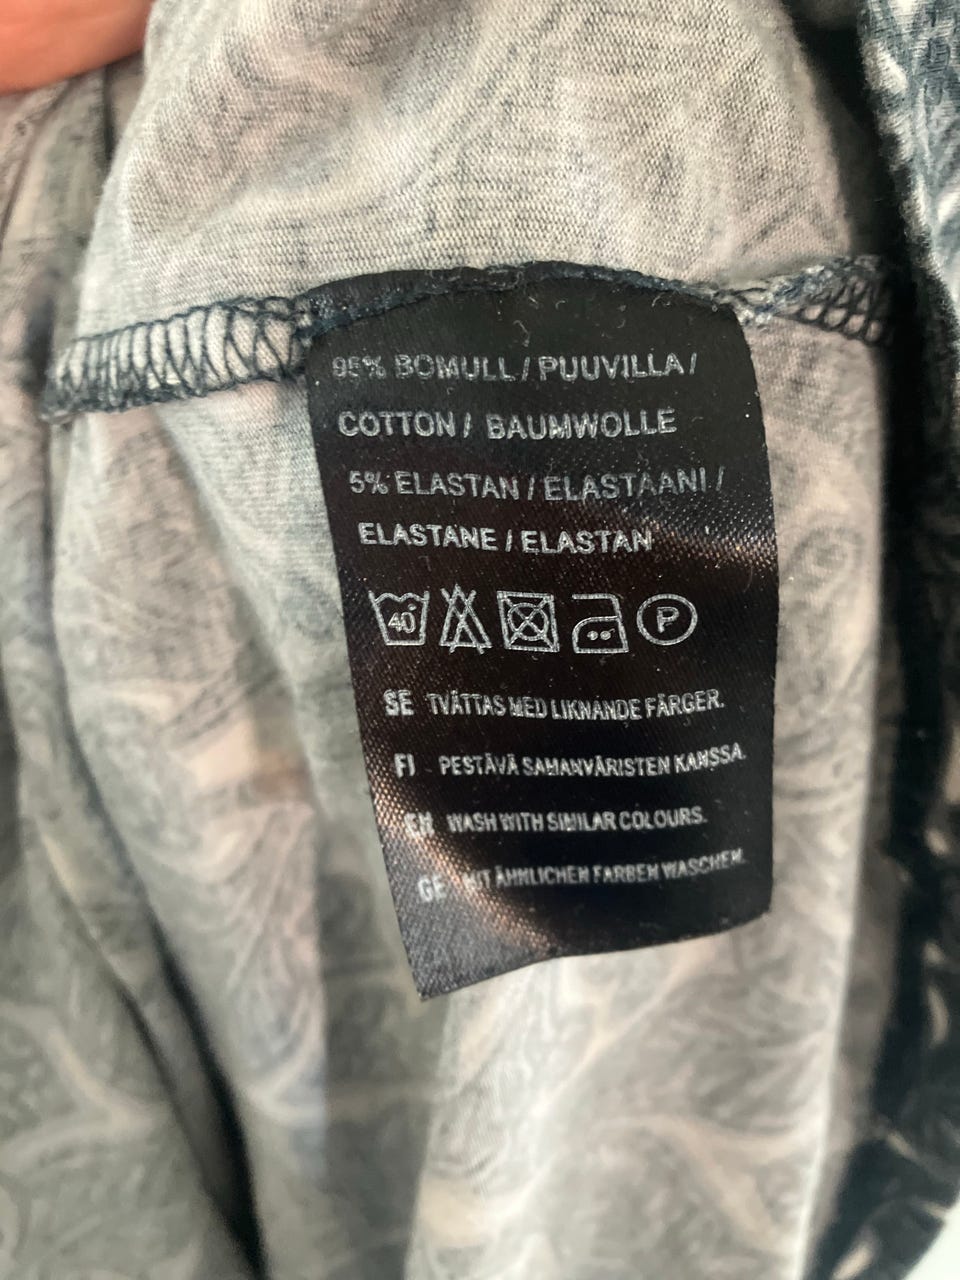 95% BOMULL / PUUVILLA /
COTTON / BAUMWOLLE
5% ELASTAN / ELASTAANI /
ELASTANE / ELASTAN
40° P
SE TVÄTTAS MED LIKNANDE FÄRGER.
FI PESTÄVÄ SAMANVÄRISTEN KANSSA.
EN WASH WITH SIMILAR COLOURS.
GE MIT ÄHNLICHEN FARBEN WASCHEN.